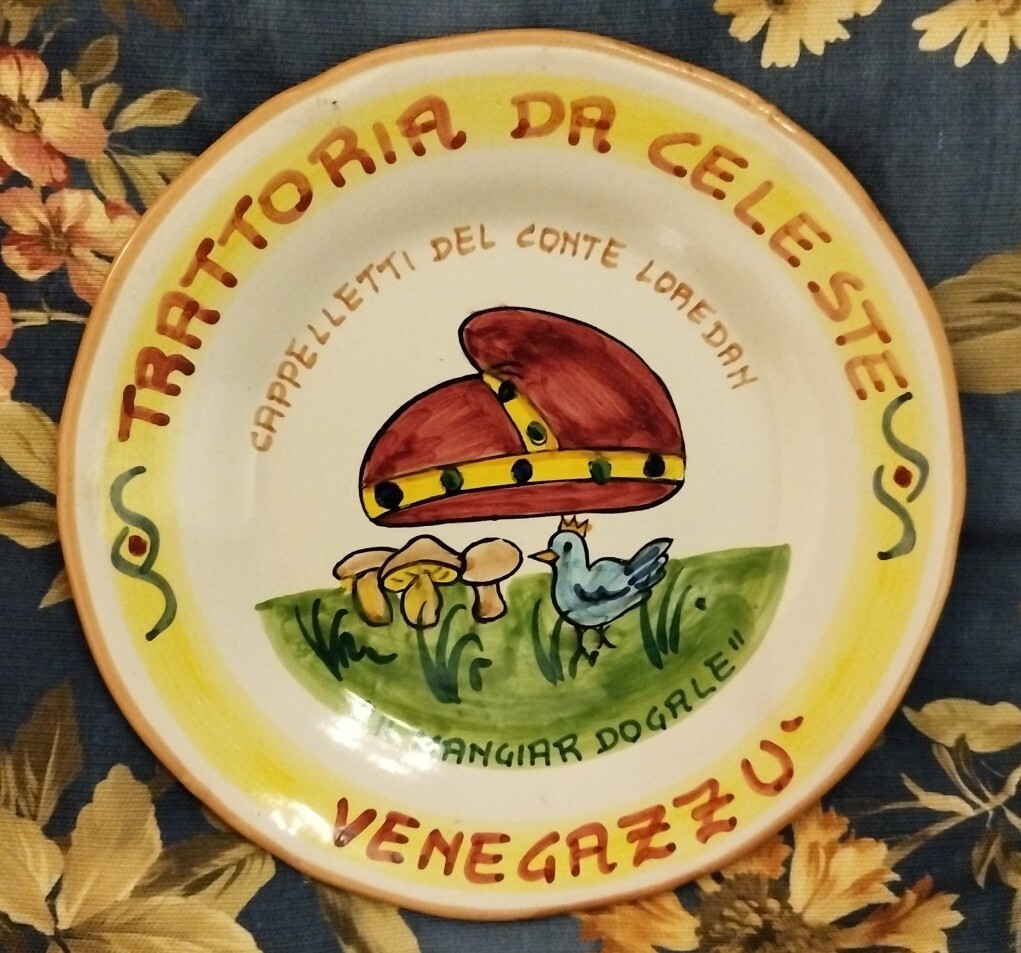 TRATTORIA DA CELESTE
CAPPELLETTI DEL CONTE LOREDAN
MANGIAR DOGALE"
VENEGAZZU'